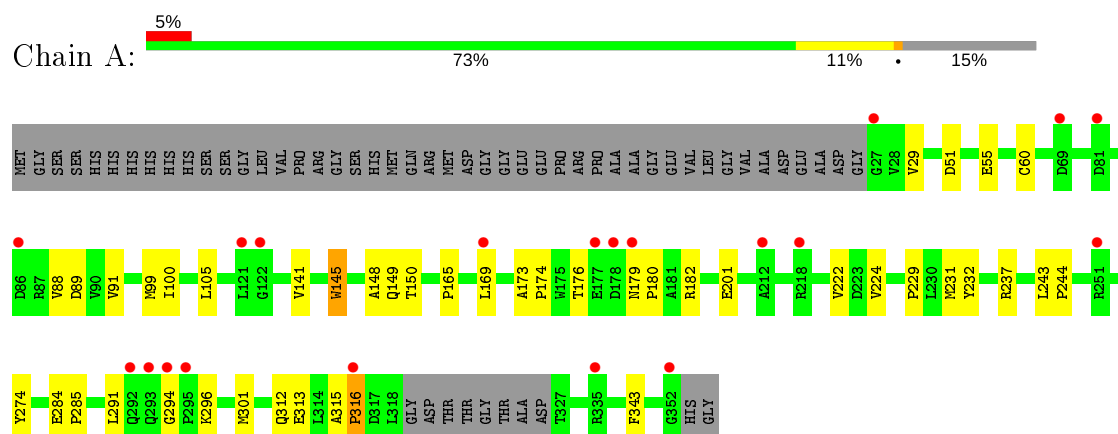 5%
Chain A:
73% 11% • 15%
MET GLY SER SER HIS HIS HIS HIS HIS HIS SER SER GLY LEU VAL PRO ARG GLY SER HIS MET GLN ARG MET ASP GLY GLY GLU GLU PRO ARG PRO ALA ALA GLY GLU VAL LEU GLY VAL ALA ASP GLU ALA ASP GLY G27 V28 V29 D51 E55 C60 D69 D81
D86 R87 V88 D89 V90 V91 M99 I100 L105 L121 G122 V141 W145 A148 Q149 T150 P165 L169 A173 P174 W175 T176 E177 D178 N179 P180 A181 R182 E201 A212 R218 V222 D223 V224 P229 L230 M231 Y232 R237 L243 P244 R251
Y274 E284 P285 L291 Q292 Q293 G294 P295 K296 M301 Q312 E313 L314 A315 P316 D317 L318 GLY ASP THR THR GLY THR ALA ASP T327 R335 F343 G352 HIS GLY